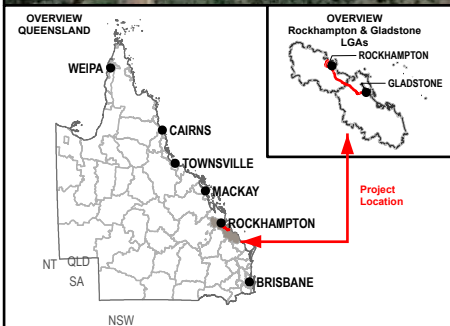 OVERVIEW
QUEENSLAND
WEIPA
CAIRNS
TOWNSVILLE
MACKAY
ROCKHAMPTON
BRISBANE
NT
QLD
SA
NSW
OVERVIEW
Rockhampton & Gladstone
LGAs
ROCKHAMPTON
GLADSTONE
Project
Location